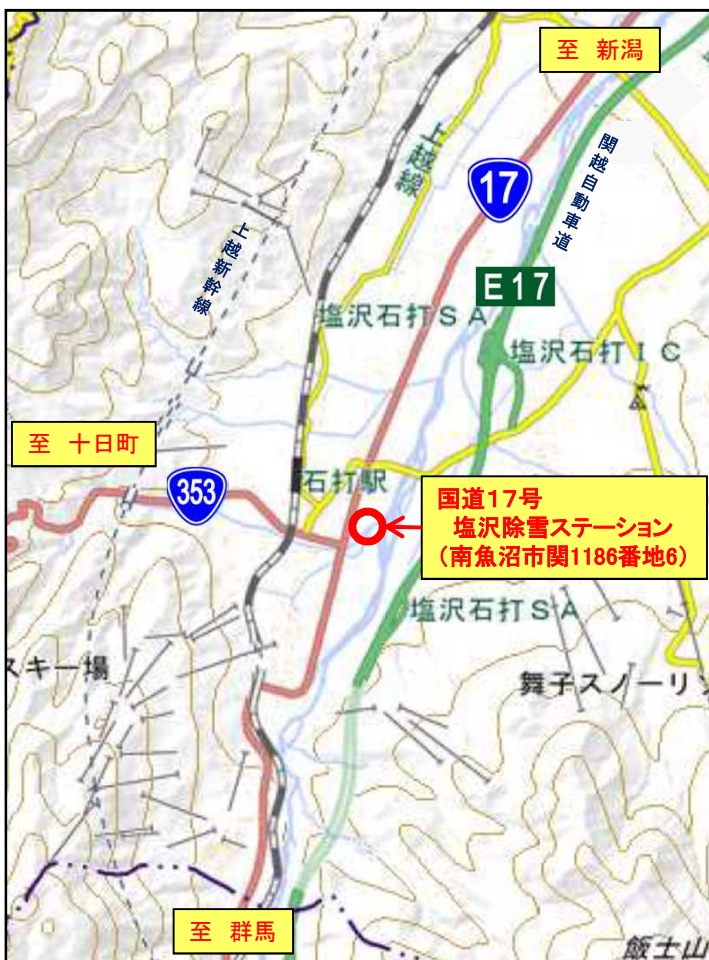 至 新潟
上越線
17
関越自動車道
上越新幹線
E17
塩沢石打ＳＡ
塩沢石打ＩＣ
至 十日町
353
石打駅
国道17号
塩沢除雪ステーション
（南魚沼市関1186番地6）
塩沢石打ＳＡ
スキー場
舞子スノーリゾ
至 群馬
飯士山